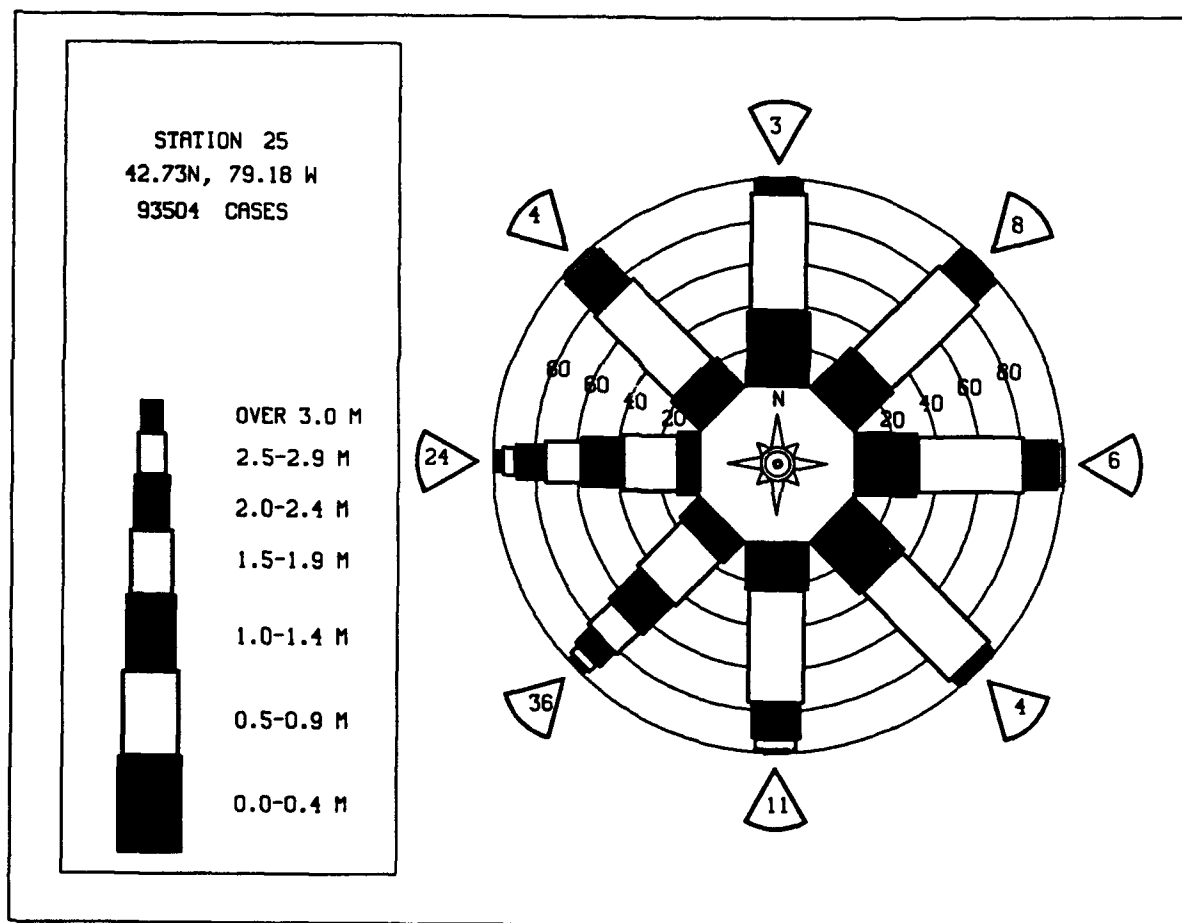 STATION 25
42.73N, 79.18 W
93504 CASES
OVER 3.0 M
2.5-2.9 M
2.0-2.4 M
1.5-1.9 M
1.0-1.4 M
0.5-0.9 M
0.0-0.4 M
3
4
8
80
60
40
20
N
20
40
60
80
24
6
36
4
11